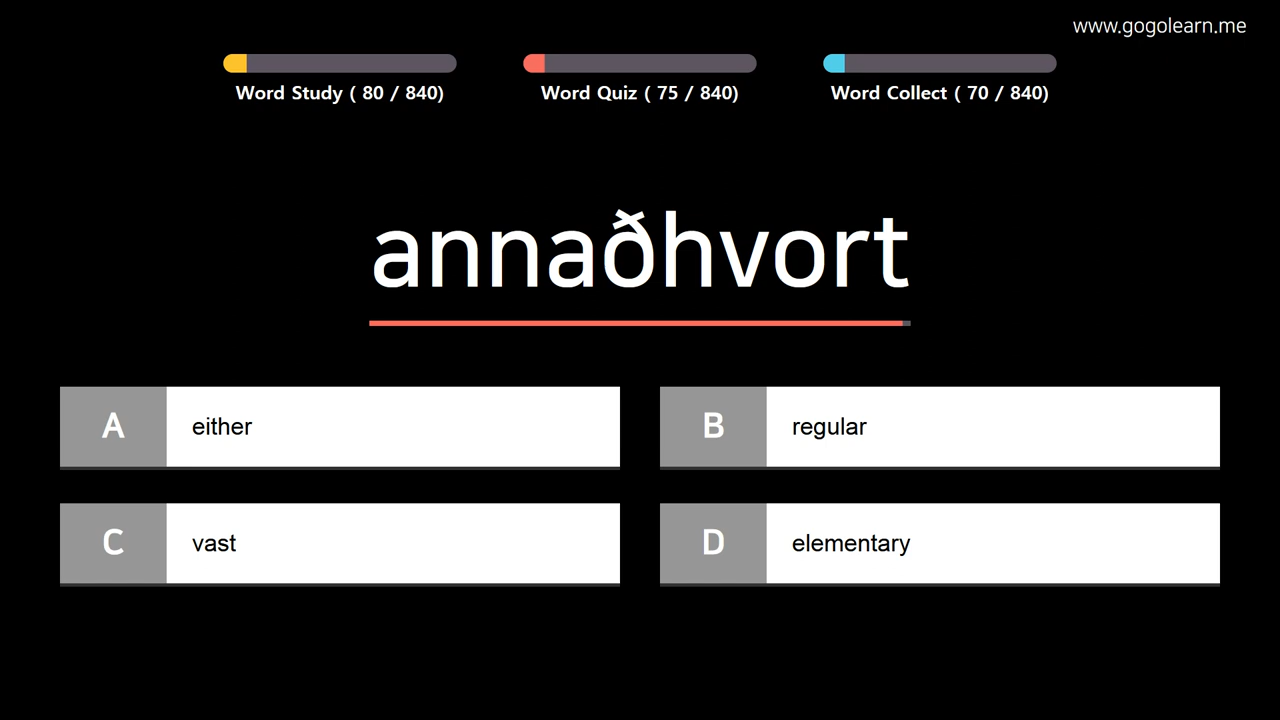 www.gogolearn.me
Word Study ( 80 / 840)
Word Quiz ( 75 / 840)
Word Collect ( 70 / 840)
annaðhvort
A either
B regular
C vast
D elementary